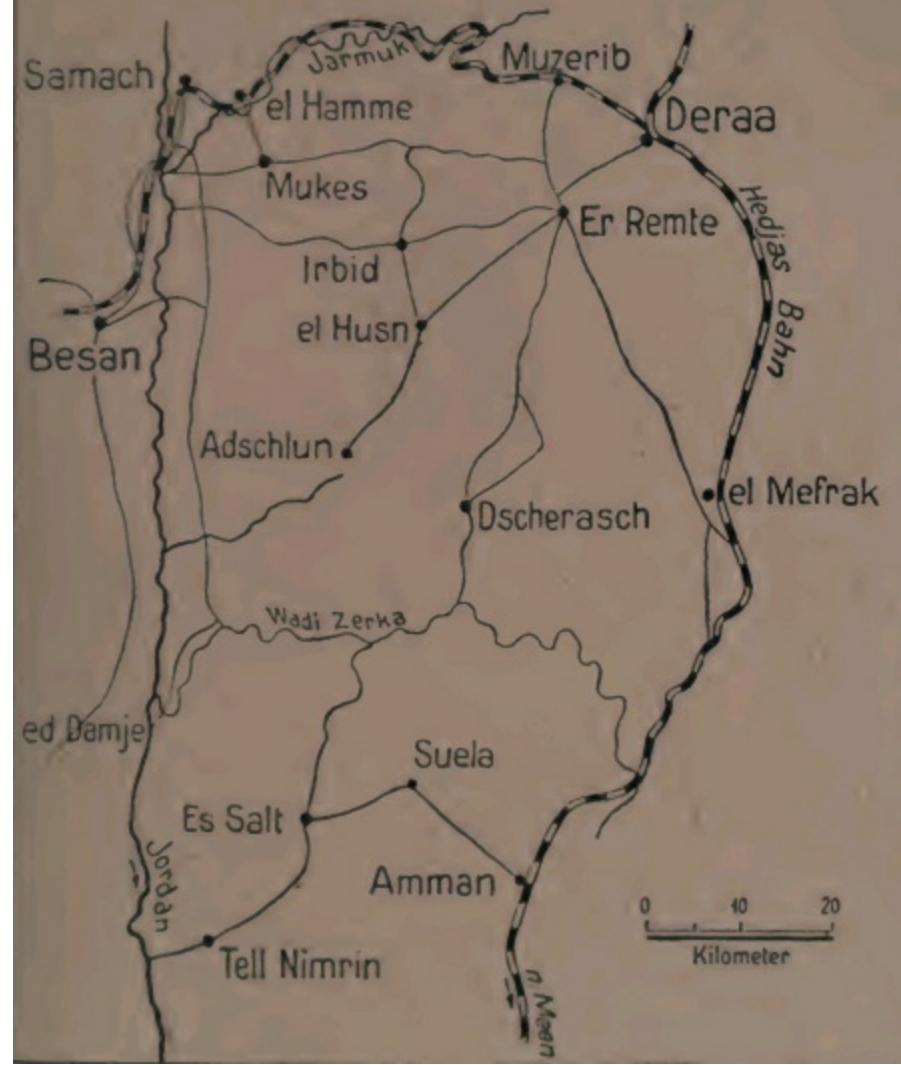 Jarmuk
Muzerib
Samach
el Hamme
Deraa
Mukes
Hedjas Bahn
Er Remte
Irbid
el Husn
Besan
Adschlun
el Mefrak
Dscherasch
Wadi Zerka
ed Damje
Suela
Es Salt
Jordan
Amman
0 10 20
Kilometer
Tell Nimrin
n. Maan